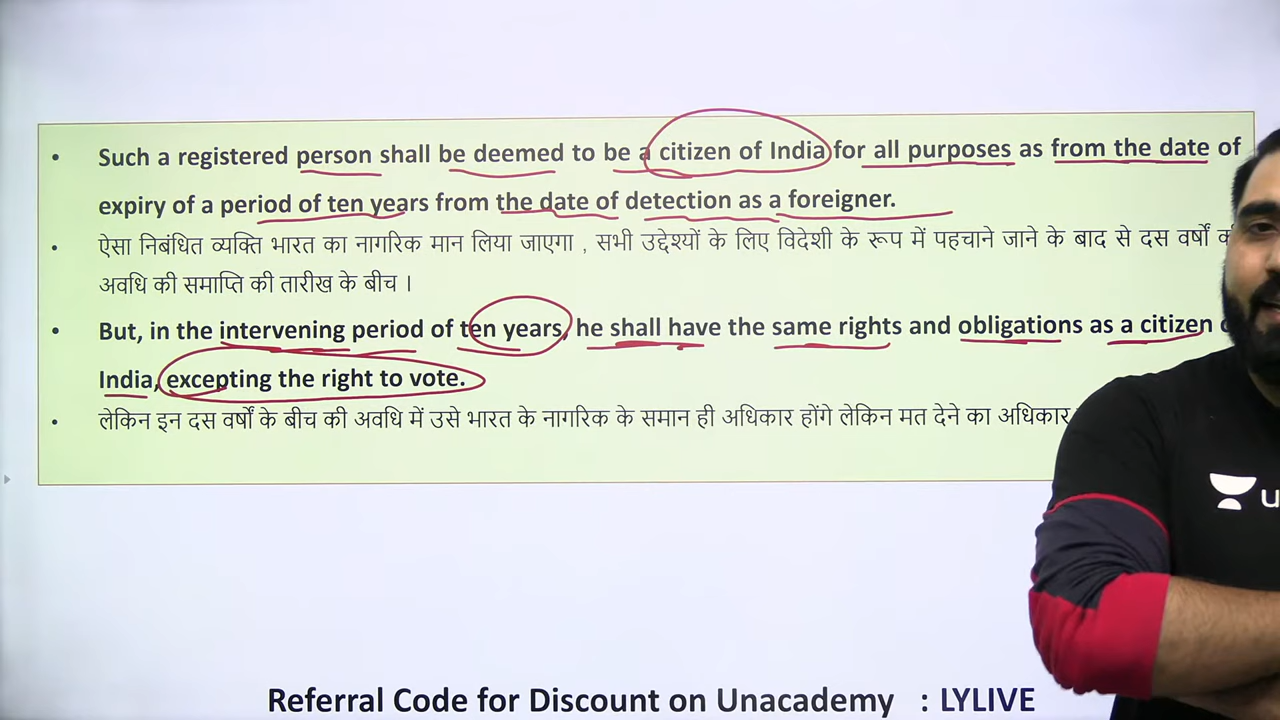 • Such a registered person shall be deemed to be a citizen of India for all purposes as from the date of
expiry of a period of ten years from the date of detection as a foreigner.
• ऐसा निबंधित व्यक्ति भारत का नागरिक मान लिया जाएगा , सभी उद्देश्यों के लिए विदेशी के रूप में पहचाने जाने के बाद से दस वर्षों
अवधि की समाप्ति की तारीख के बीच ।
• But, in the intervening period of ten years, he shall have the same rights and obligations as a citizen
India, excepting the right to vote.
• लेकिन इन दस वर्षों के बीच की अवधि में उसे भारत के नागरिक के समान ही अधिकार होंगे लेकिन मत देने का अधिकार
u
Referral Code for Discount on Unacademy : LYLIVE